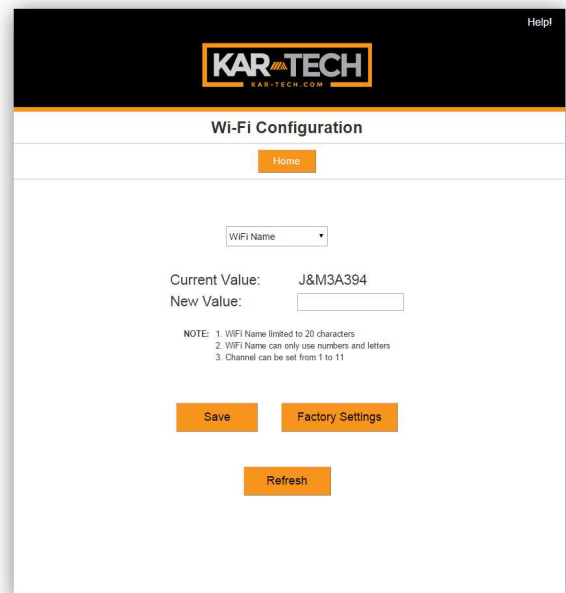 Help!
KAR TECH
KAR-TECH.COM
Wi-Fi Configuration
Home
WiFi Name
Current Value: J&M3A394
New Value:
NOTE: 1. WiFi Name limited to 20 characters
2. WiFi Name can only use numbers and letters
3. Channel can be set from 1 to 11
Save Factory Settings
Refresh